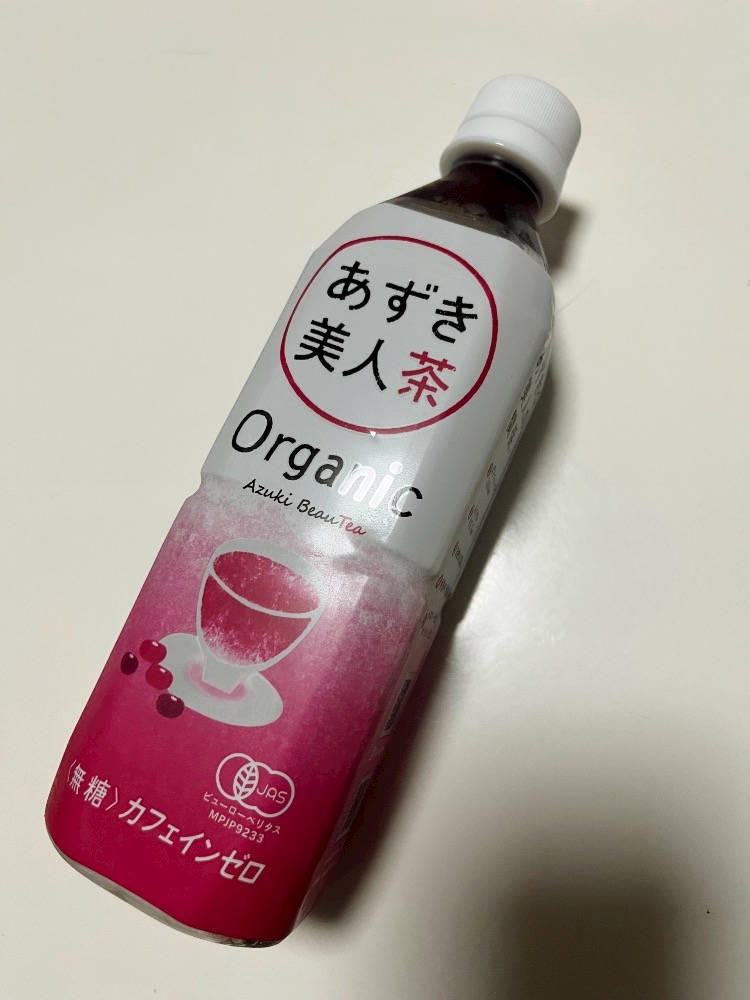 あずき
美人茶
Organic
Azuki BeauTea
JAS
ビューローベリタス
MPJP9233
〈無糖〉カフェインゼロ